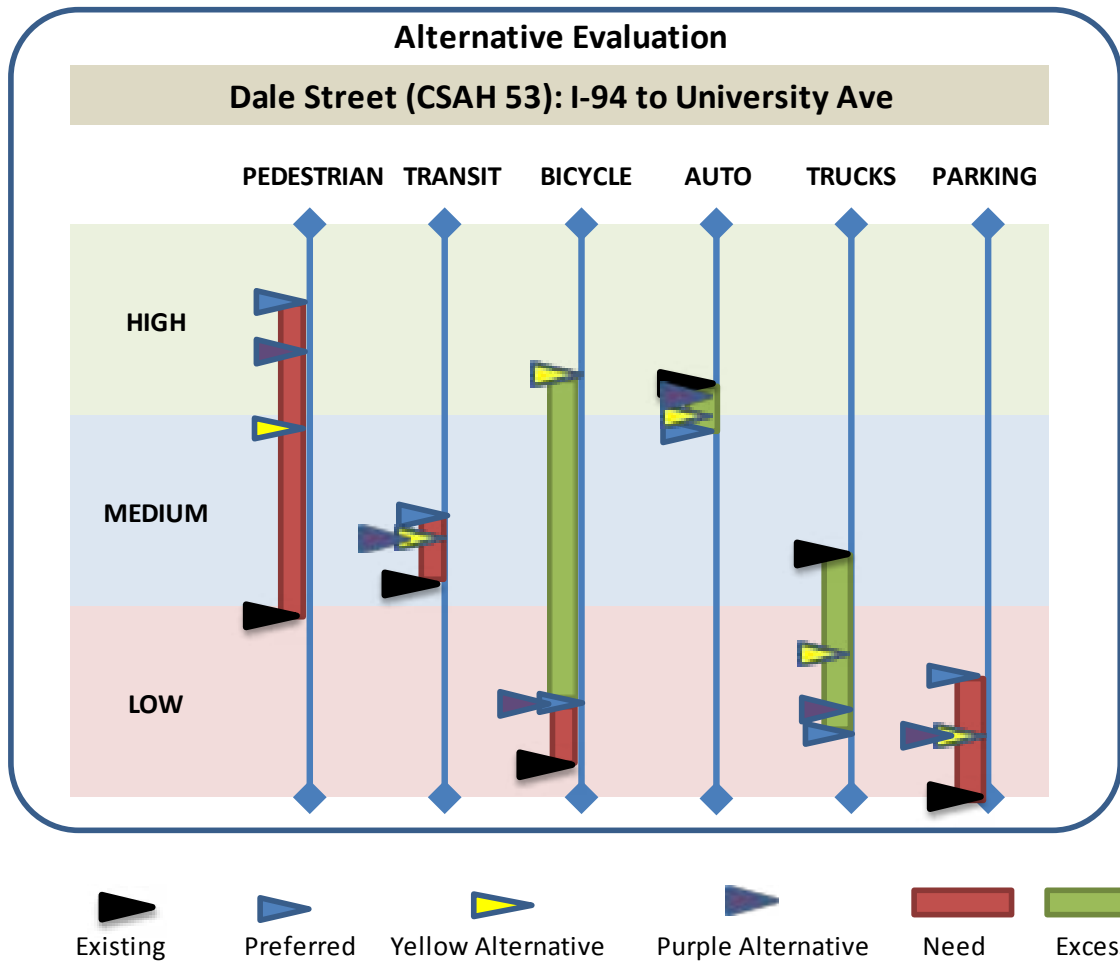 Alternative Evaluation
Dale Street (CSAH 53): I-94 to University Ave
PEDESTRIAN TRANSIT BICYCLE AUTO TRUCKS PARKING
HIGH
MEDIUM
LOW
Existing Preferred Yellow Alternative Purple Alternative Need Exces